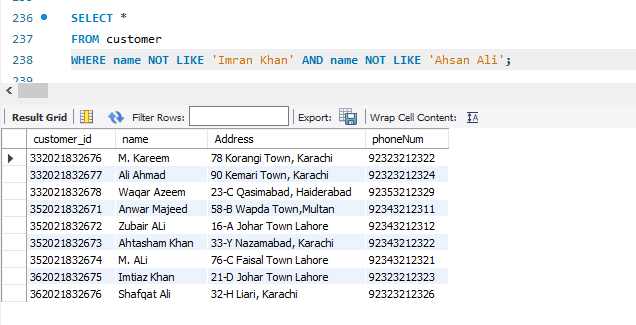 236 SELECT *
237 FROM customer
238 WHERE name NOT LIKE 'Imran Khan' AND name NOT LIKE 'Ahsan Ali';
239
Result Grid Filter Rows: Export: Wrap Cell Content: IA
customer_id name Address phoneNum
332021832676 M. Kareem 78 Korangi Town, Karachi 92323212322
332021832677 Ali Ahmad 90 Kemari Town, Karachi 92323212324
332021832678 Waqar Azeem 23-C Qasimabad, Haiderabad 92353212329
352021832671 Anwar Majeed 58-B Wapda Town,Multan 92343212311
352021832672 Zubair ALi 16-A Johar Town Lahore 92343212312
352021832673 Ahtasham Khan 33-Y Nazamabad, Karachi 92343212322
352021832674 M. ALi 76-C Faisal Town Lahore 92343212321
362021832675 Imtiaz Khan 21-D Johar Town Lahore 92323212323
362021832676 Shafqat Ali 32-H Liari, Karachi 92323212326